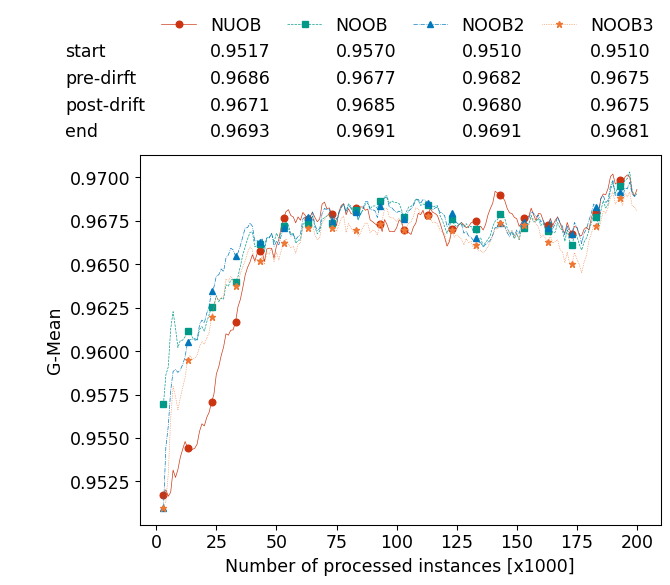 NUOB NOOB NOOB2 NOOB3
start 0.9517 0.9570 0.9510 0.9510
pre-dirft 0.9686 0.9677 0.9682 0.9675
post-drift 0.9671 0.9685 0.9680 0.9675
end 0.9693 0.9691 0.9691 0.9681
0.9700
0.9675
0.9650
0.9625
0.9600
0.9575
0.9550
0.9525
G-Mean
0 25 50 75 100 125 150 175 200
Number of processed instances [x1000]